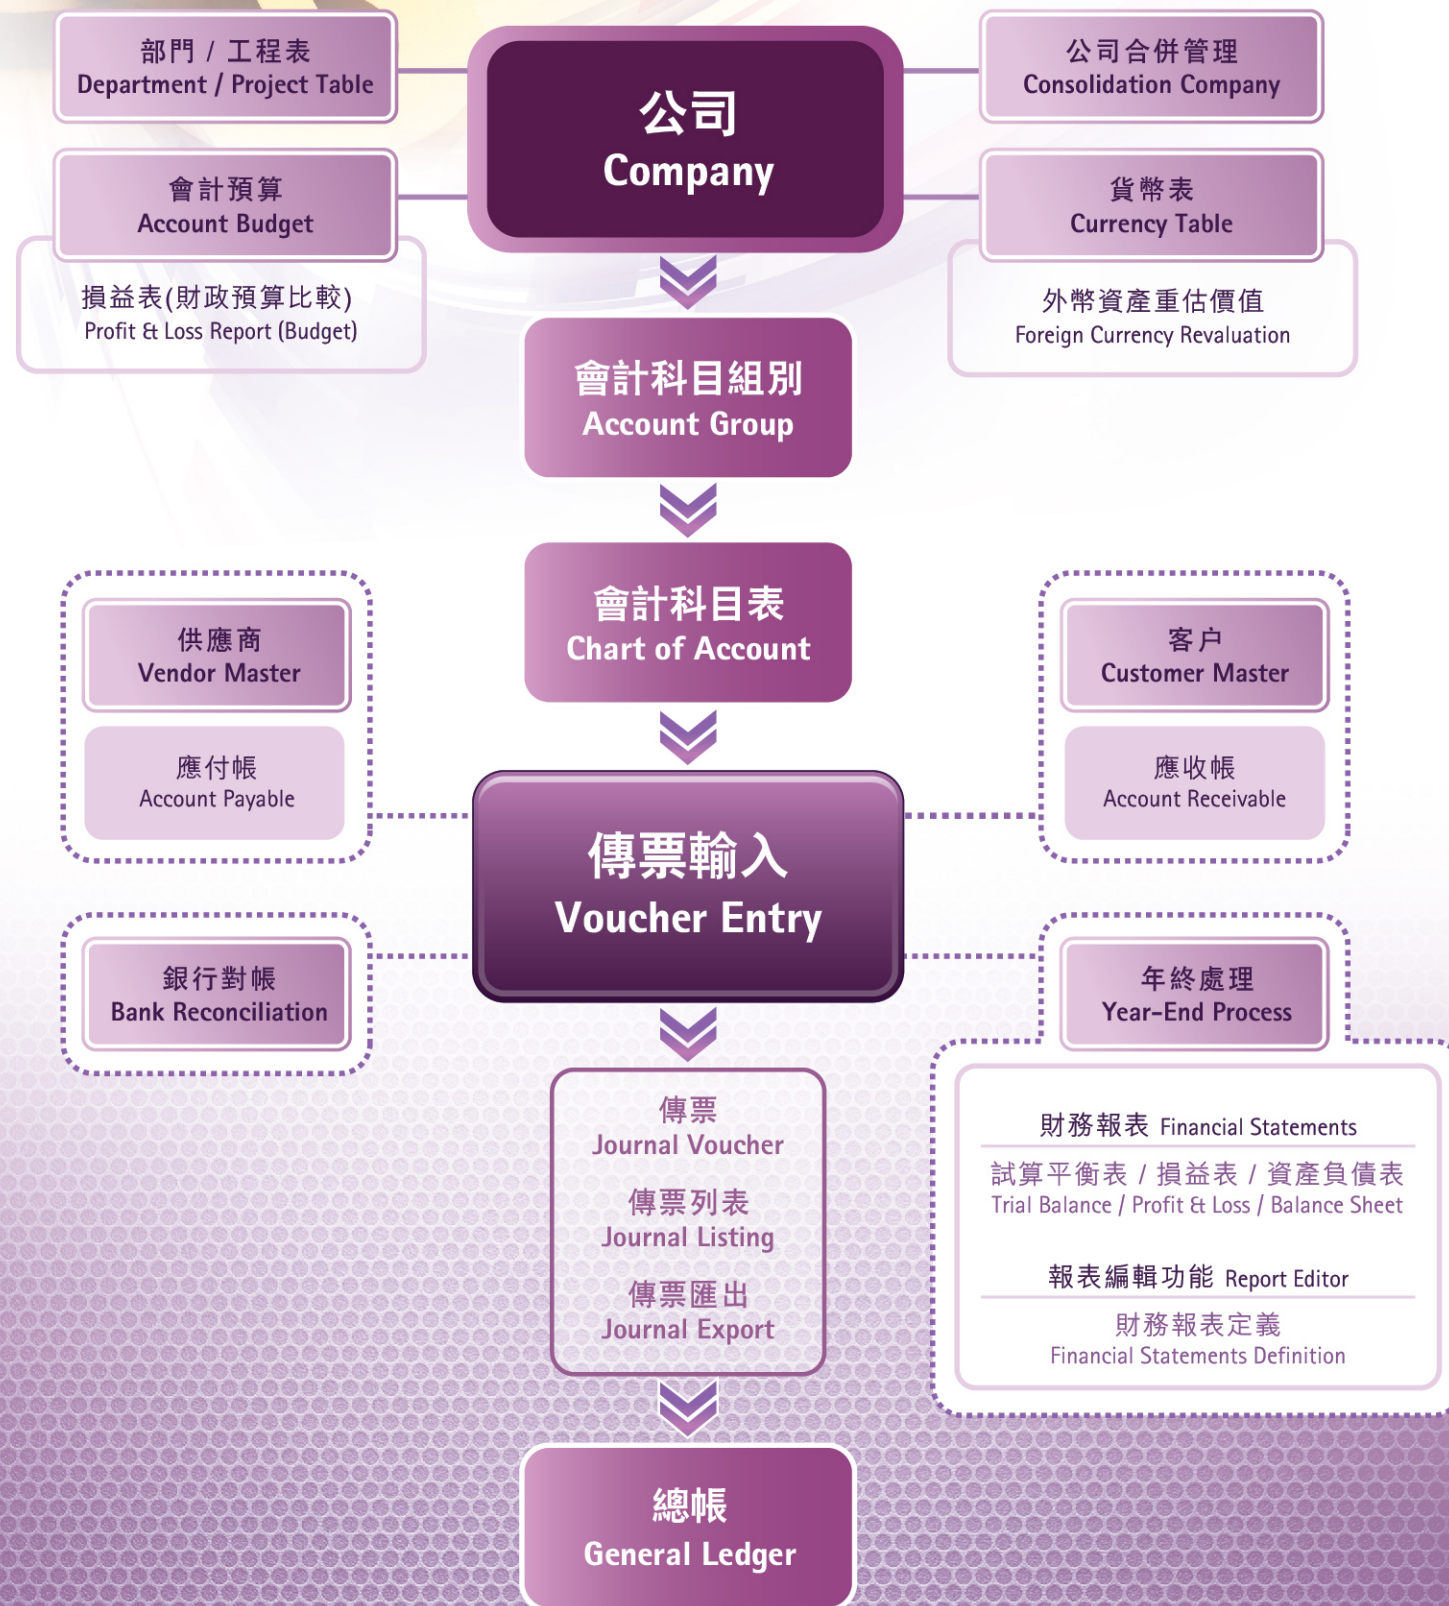 部門 / 工程表
Department / Project Table
公司
Company
公司合併管理
Consolidation Company
會計預算
Account Budget
貨幣表
Currency Table
損益表(財政預算比較)
Profit & Loss Report (Budget)
外幣資產重估價值
Foreign Currency Revaluation
會計科目組別
Account Group
會計科目表
Chart of Account
供應商
Vendor Master
應付帳
Account Payable
客户
Customer Master
應收帳
Account Receivable
傳票輸入
Voucher Entry
銀行對帳
Bank Reconciliation
年終處理
Year-End Process
傳票
Journal Voucher
傳票列表
Journal Listing
傳票匯出
Journal Export
財務報表 Financial Statements
試算平衡表 / 損益表 / 資產負債表
Trial Balance / Profit & Loss / Balance Sheet
報表編輯功能 Report Editor
財務報表定義
Financial Statements Definition
總帳
General Ledger